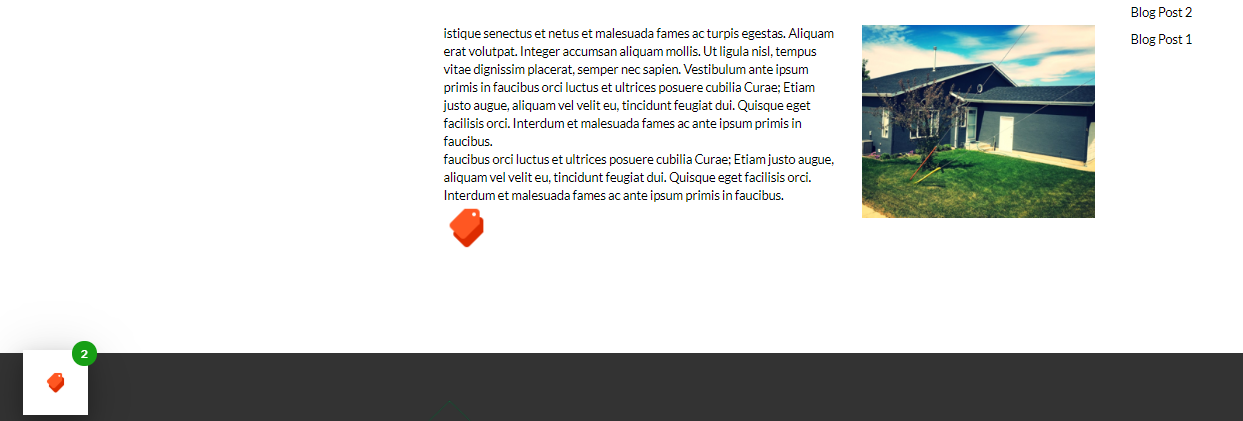 istique senectus et netus et malesuada fames ac turpis egestas. Aliquam
erat volutpat. Integer accumsan aliquam mollis. Ut ligula nisl, tempus
vitae dignissim placerat, semper nec sapien. Vestibulum ante ipsum
primis in faucibus orci luctus et ultrices posuere cubilia Curae; Etiam
justo augue, aliquam vel velit eu, tincidunt feugiat dui. Quisque eget
facilisis orci. Interdum et malesuada fames ac ante ipsum primis in
faucibus.
faucibus orci luctus et ultrices posuere cubilia Curae; Etiam justo augue,
aliquam vel velit eu, tincidunt feugiat dui. Quisque eget facilisis orci.
Interdum et malesuada fames ac ante ipsum primis in faucibus.
Blog Post 2
Blog Post 1
2